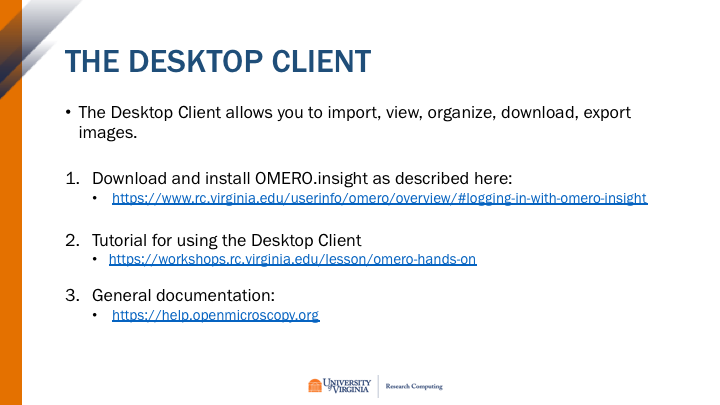 THE DESKTOP CLIENT
• The Desktop Client allows you to import, view, organize, download, export
images.
1. Download and install OMERO.insight as described here:
• https://www.rc.virginia.edu/userinfo/omero/overview/#logging-in-with-omero-insight
2. Tutorial for using the Desktop Client
• https://workshops.rc.virginia.edu/lesson/omero-hands-on
3. General documentation:
• https://help.openmicroscopy.org
UNIVERSITY of VIRGINIA
Research Computing